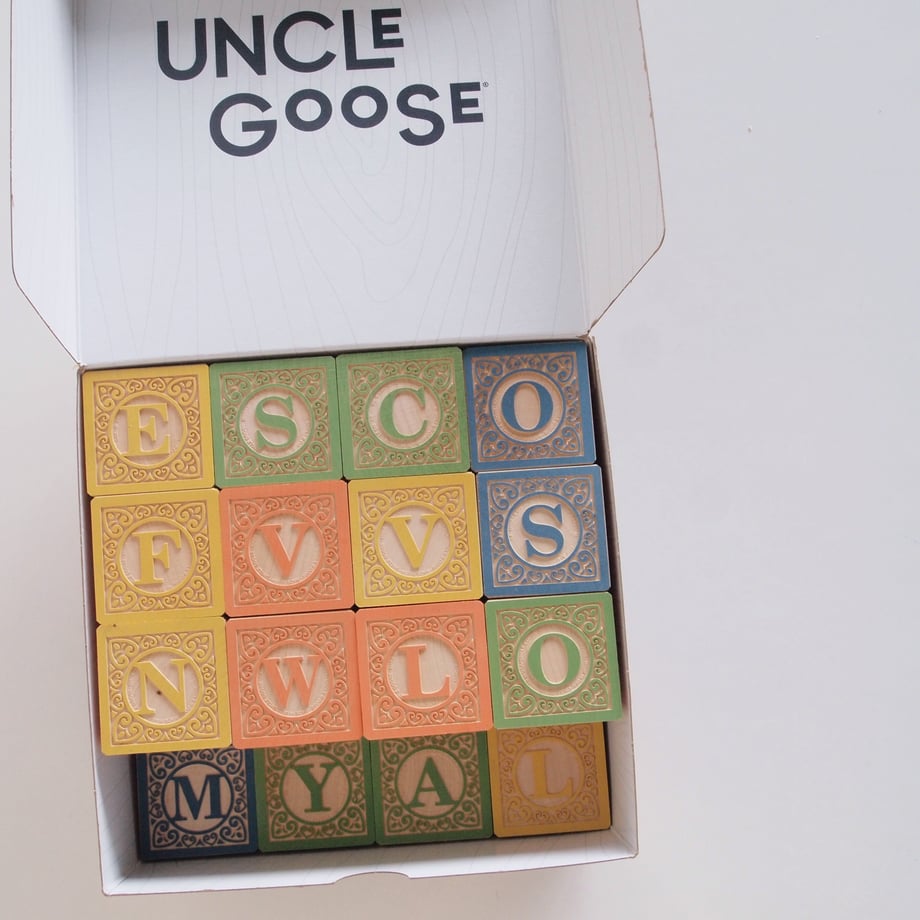 UNCLE
GOOSE®
E S C O
F V V S
N W L O
M Y A L